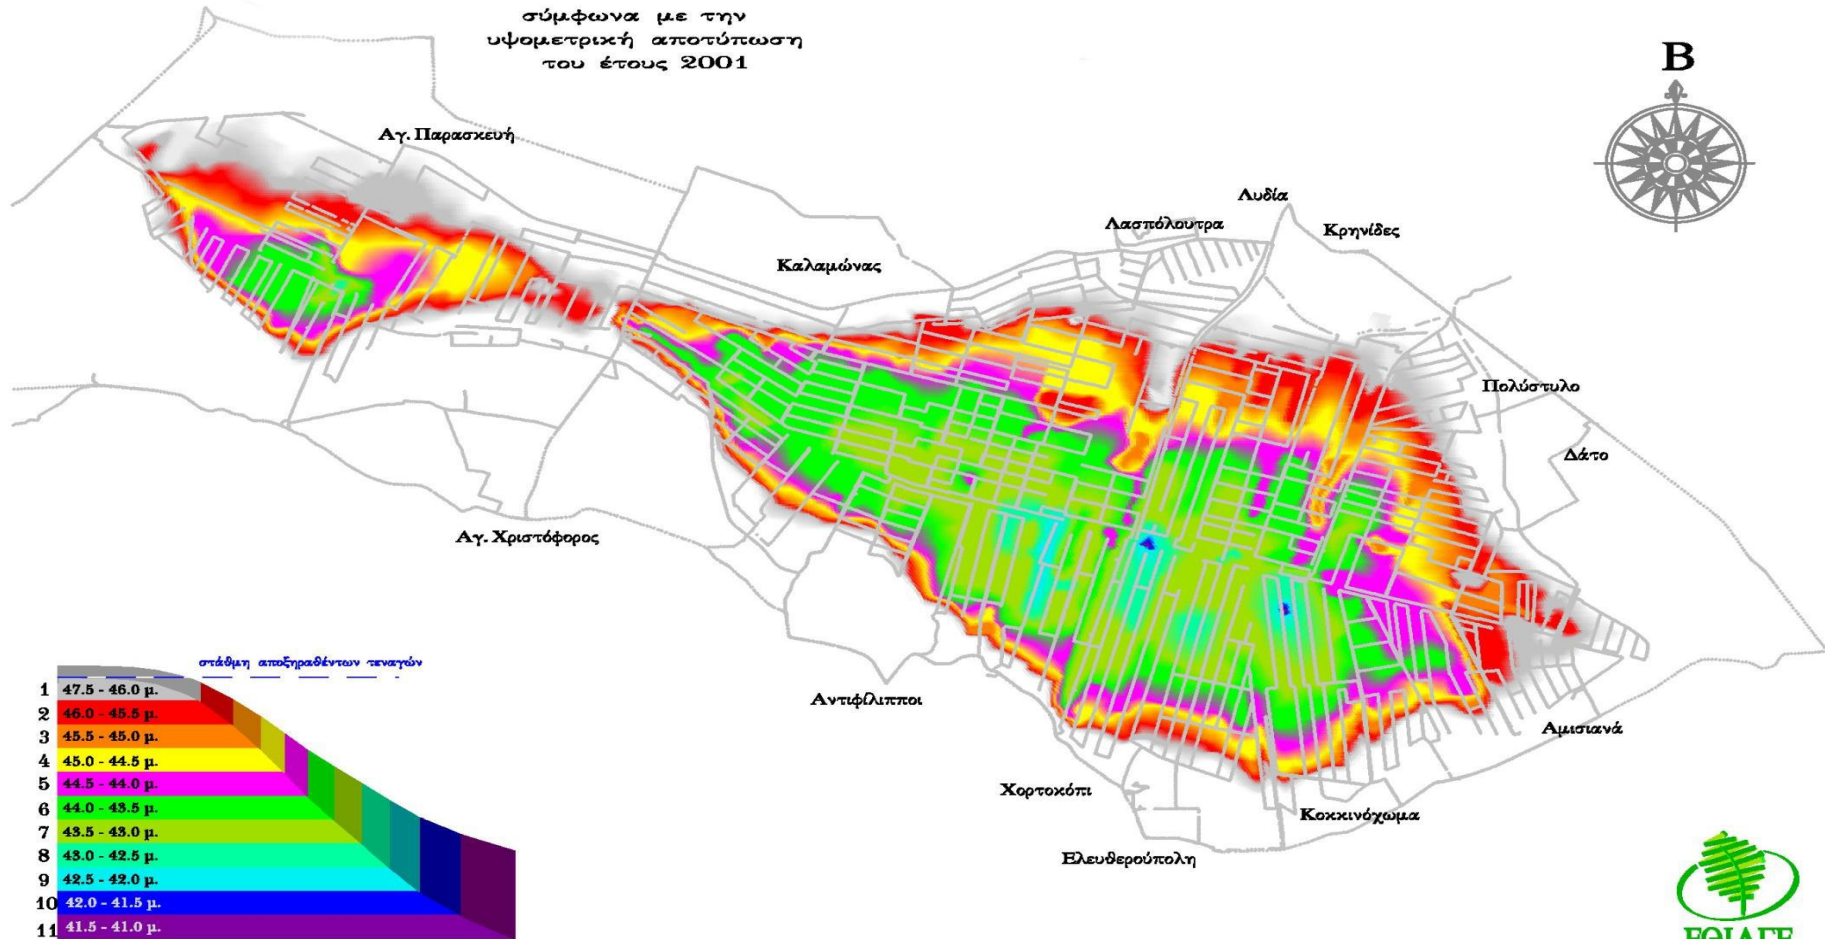 σύμφωνα με την
υψομετρική αποτύπωση
του έτους 2001
Β
Αγ. Παρασκευή
Λυδία
Λασπόλουτρα
Κρηνίδες
Καλαμώνας
Πολύστυλο
Δάτο
Αγ. Χριστόφορος
στάθμη αποξηραθέντων τεναγών
Αντιφίλιπποι
Αμισιανά
Χορτοκόπι
Κοκκινόχωμα
Ελευθερούπολη
1 47.5 - 46.0 μ.
2 46.0 - 45.5 μ.
3 45.5 - 45.0 μ.
4 45.0 - 44.5 μ.
5 44.5 - 44.0 μ.
6 44.0 - 43.5 μ.
7 43.5 - 43.0 μ.
8 43.0 - 42.5 μ.
9 42.5 - 42.0 μ.
10 42.0 - 41.5 μ.
11 41.5 - 41.0 μ.
ΕΘΙΑΓΕ